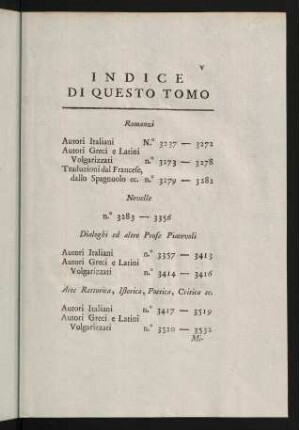 V
INDICE
DI QUESTO TOMO
Romanzi
Autori Italiani N.° 3237 — 3272
Autori Greci e Latini
Volgarizzati n.° 3273 — 3278
Traduzioni dal Francese,
dallo Spagnuolo ec. n.° 3279 — 3282
Novelle
n.° 3283 — 3356
Dialoghi ed altre Prose Piacevoli
Autori Italiani n.° 3357 — 3413
Autori Greci e Latini
Volgarizzati n.° 3414 — 3416
Arte Rettorica, Istorica, Poetica, Critica ec.
Autori Italiani n.° 3417 — 3519
Autori Greci e Latini
Volgarizzati n.° 3520 — 3532
Mi-